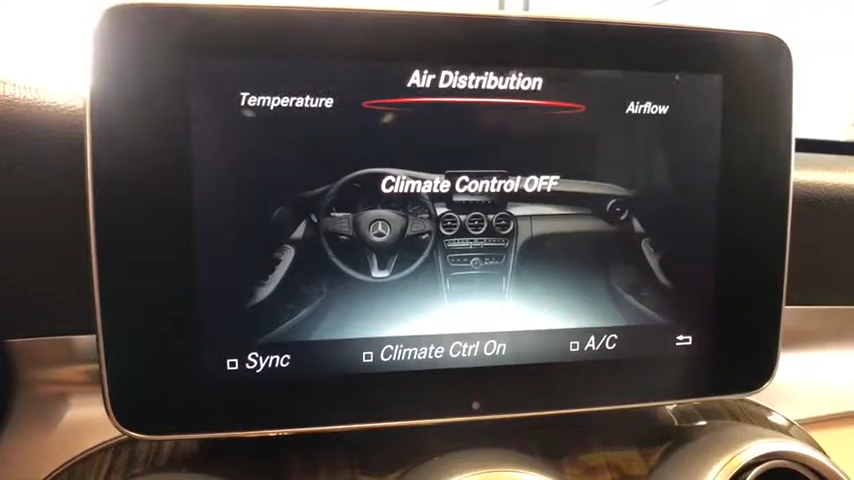 Air Distribution
Temperature
Airflow
Climate Control OFF
Sync
Climate Ctrl On
A/C